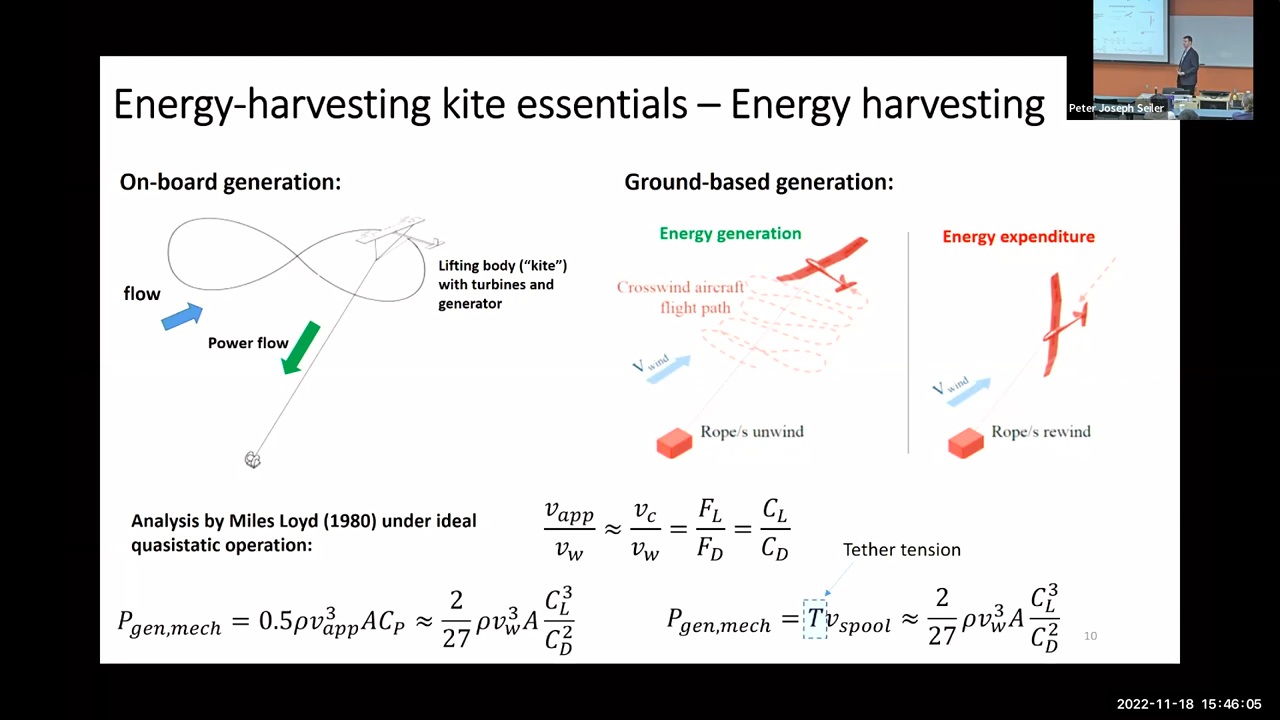 Energy-harvesting kite essentials – Energy harvesting
Peter Joseph Seiler
On-board generation:
flow
Power flow
Lifting body ("kite")
with turbines and
generator
Ground-based generation:
Energy generation
Crosswind aircraft
flight path
V wind
Rope/s unwind
Energy expenditure
V wind
Rope/s rewind
Analysis by Miles Loyd (1980) under ideal
quasistatic operation:
v_app/v_w ≈ v_c/v_w = F_L/F_D = C_L/C_D
Tether tension
P_gen,mech = 0.5ρv_app^3 AC_P ≈ 2/27 ρv_w^3 A C_L^3/C_D^2
P_gen,mech = T v_spool ≈ 2/27 ρv_w^3 A C_L^3/C_D^2
10
2022-11-18 15:46:05